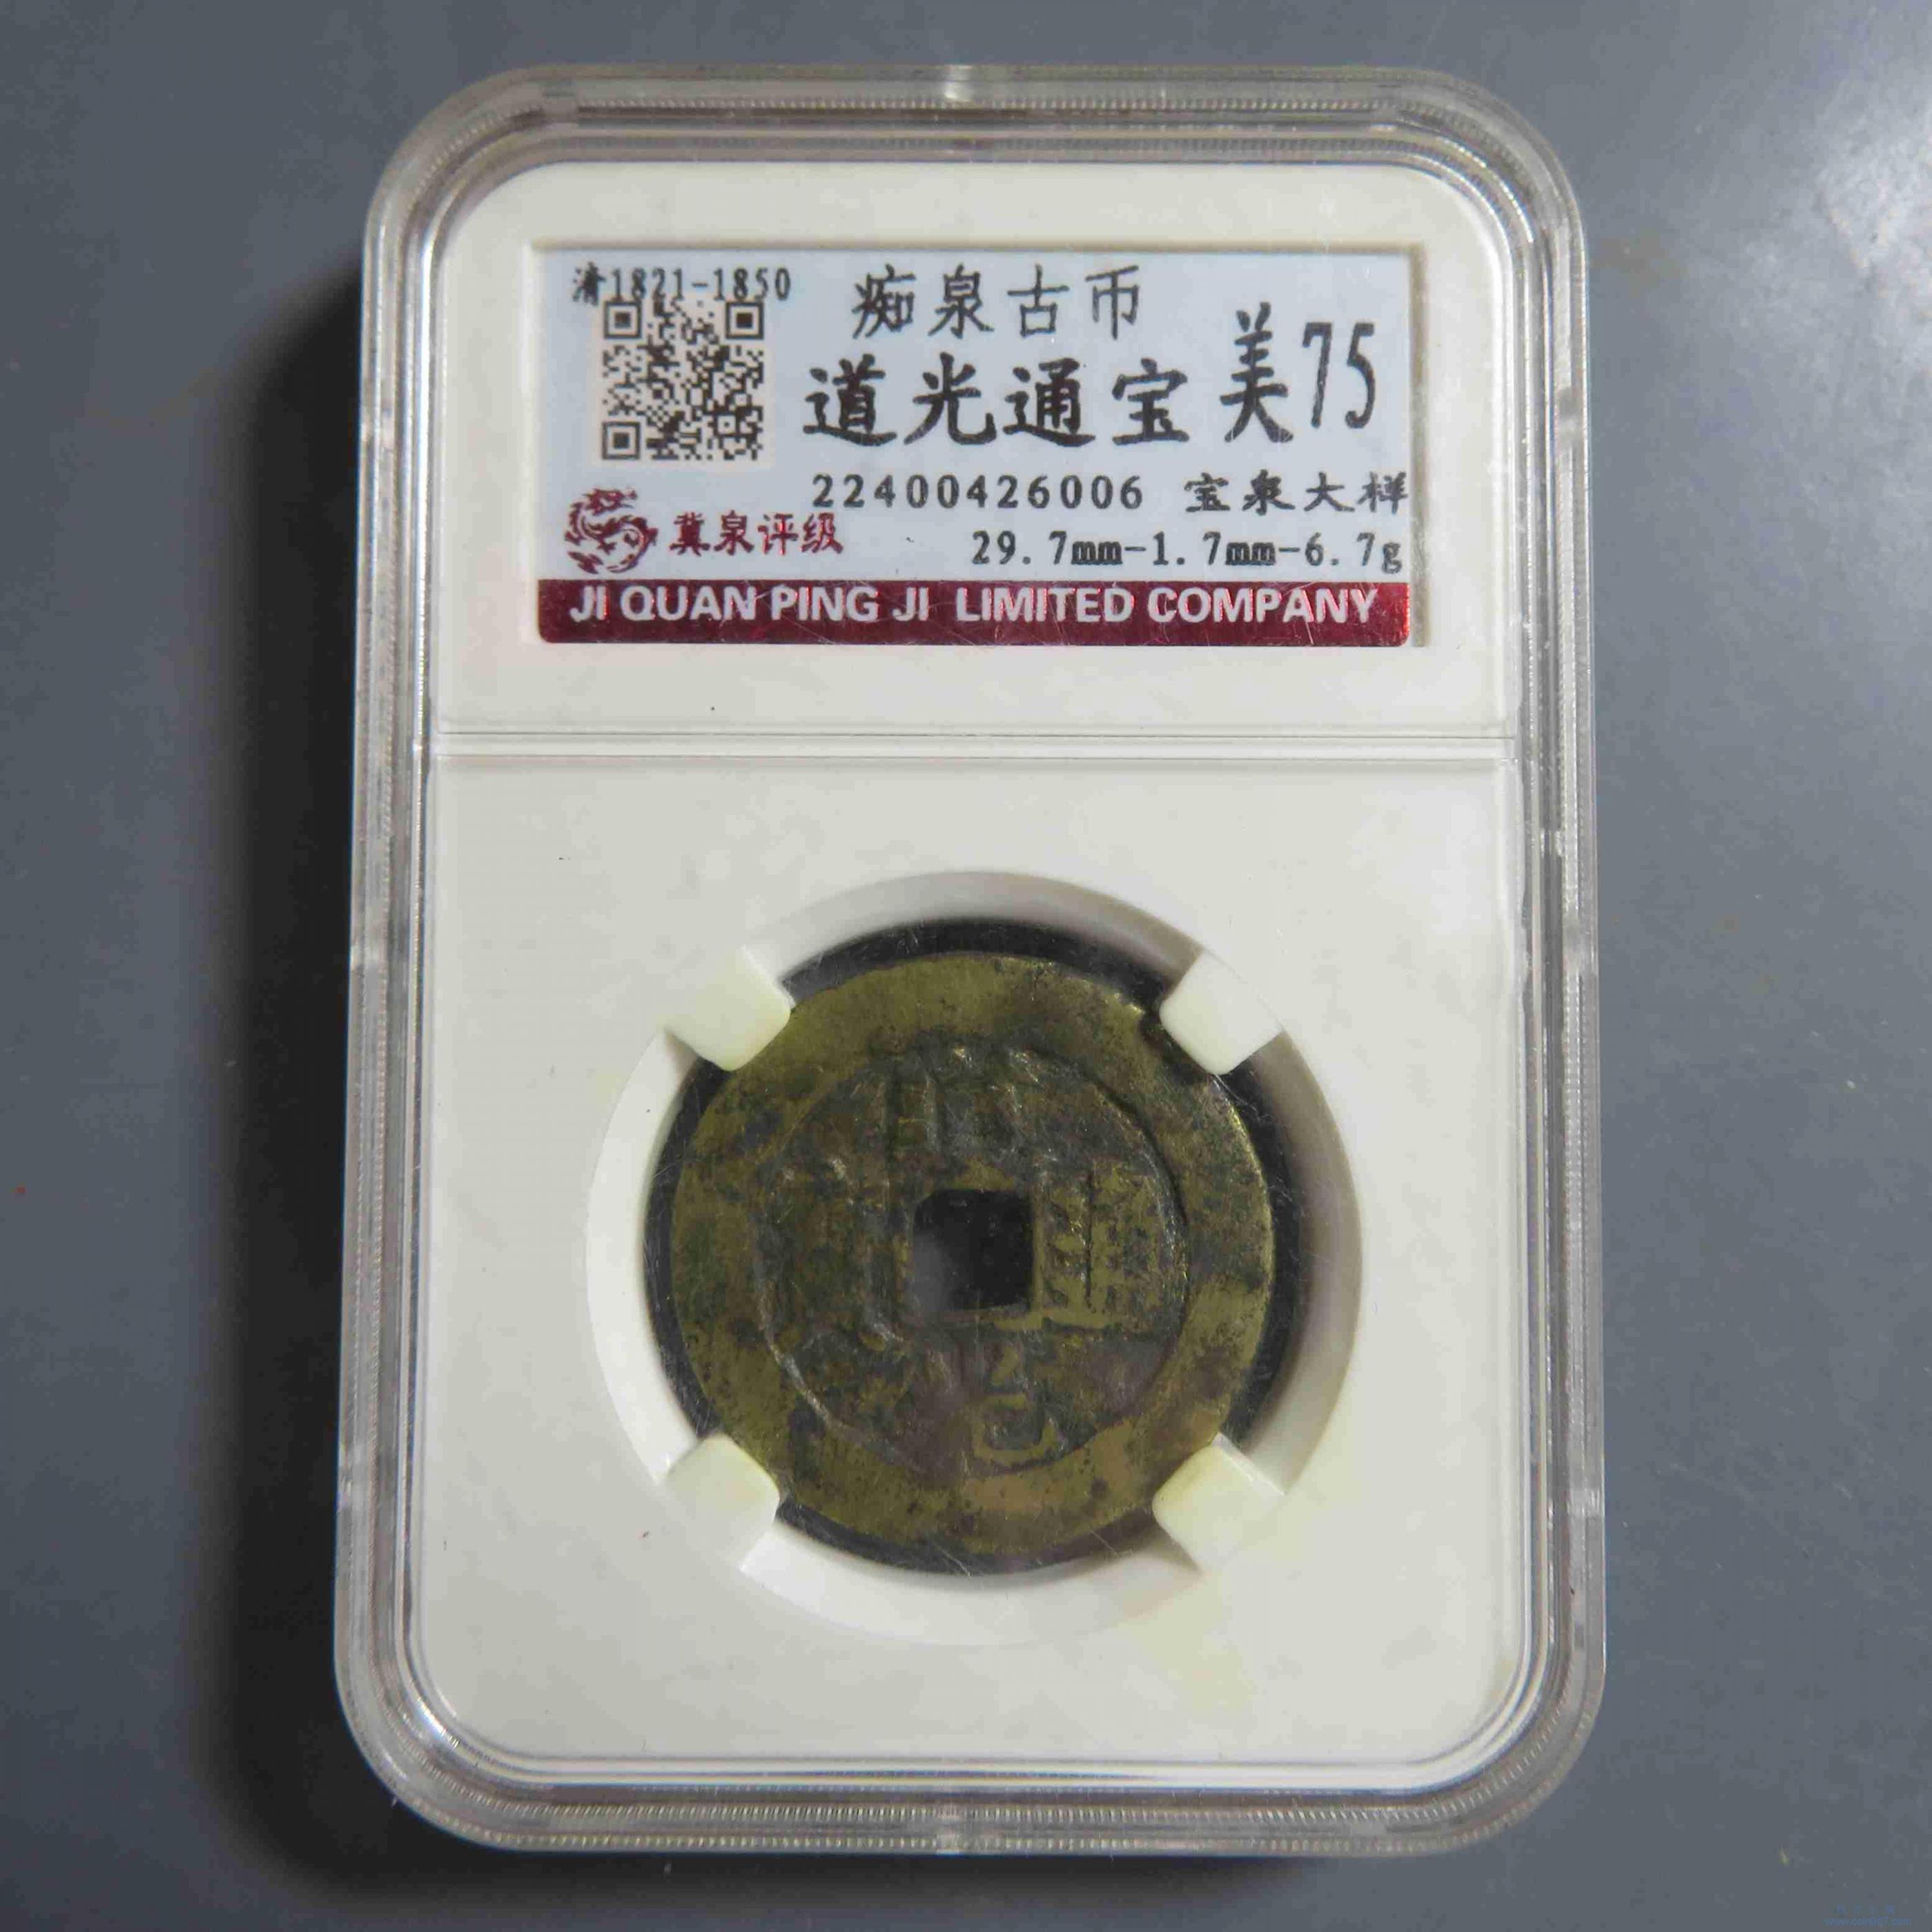 清1821-1850
痴泉古币
道光通宝 美75
22400426006 宝泉大样
冀泉评级
29.7mm-1.7mm-6.7g
JI QUAN PING JI LIMITED COMPANY